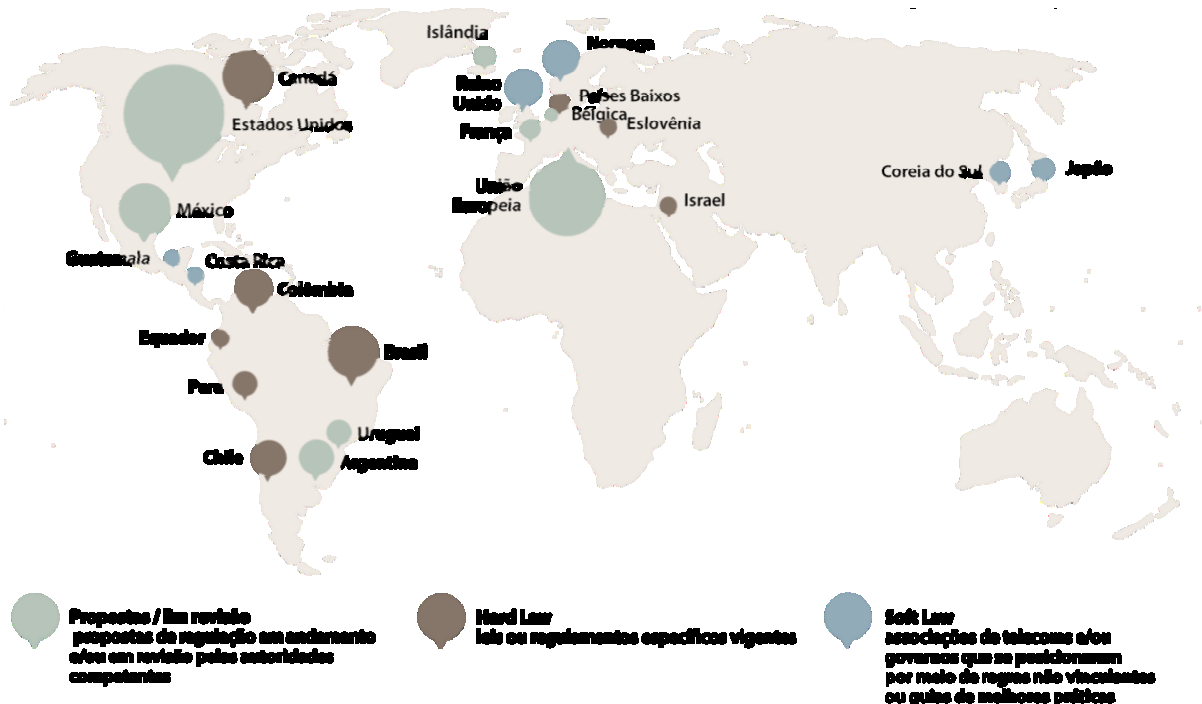 Islândia
Noruega
Canadá
Reino
Unido
Países Baixos
Bélgica
Estados Unidos
França
Eslovênia
Coreia do Sul
Japão
União
Europeia
Israel
México
Guatemala
Costa Rica
Colômbia
Equador
Brasil
Peru
Uruguai
Chile
Argentina
Propostas / Em revisão
propostas de regulação em andamento
e/ou em revisão pelas autoridades
competentes
Hard Law
leis ou regulamentos específicos vigentes
Soft Law
associações de telecoms e/ou
governos que se posicionaram
por meio de regras não vinculantes
ou guias de melhores práticas